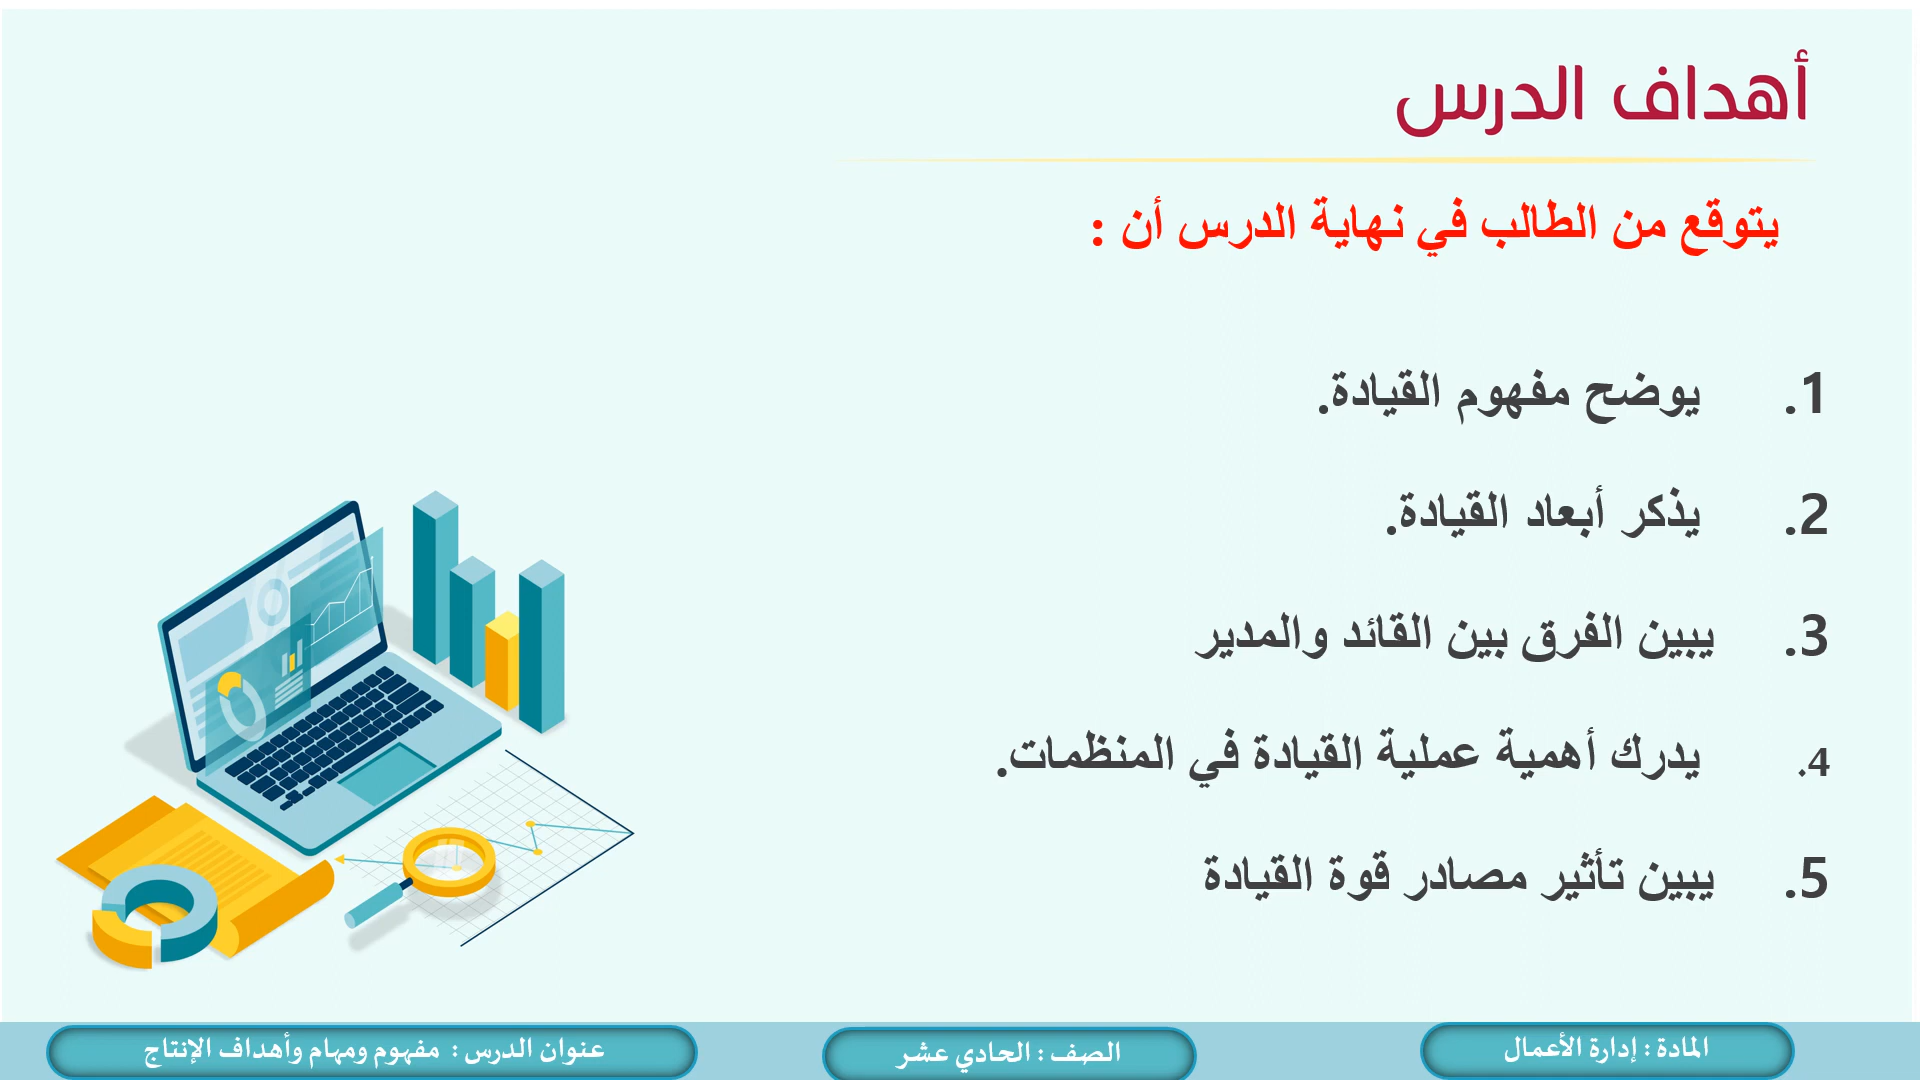 أهداف الدرس
يتوقع من الطالب في نهاية الدرس أن :
1. يوضح مفهوم القيادة.
2. يذكر أبعاد القيادة.
3. يبين الفرق بين القائد والمدير
4. يدرك أهمية عملية القيادة في المنظمات.
5. يبين تأثير مصادر قوة القيادة
المادة : إدارة الأعمال
الصف : الحادي عشر
عنوان الدرس : مفهوم ومهام وأهداف الإنتاج